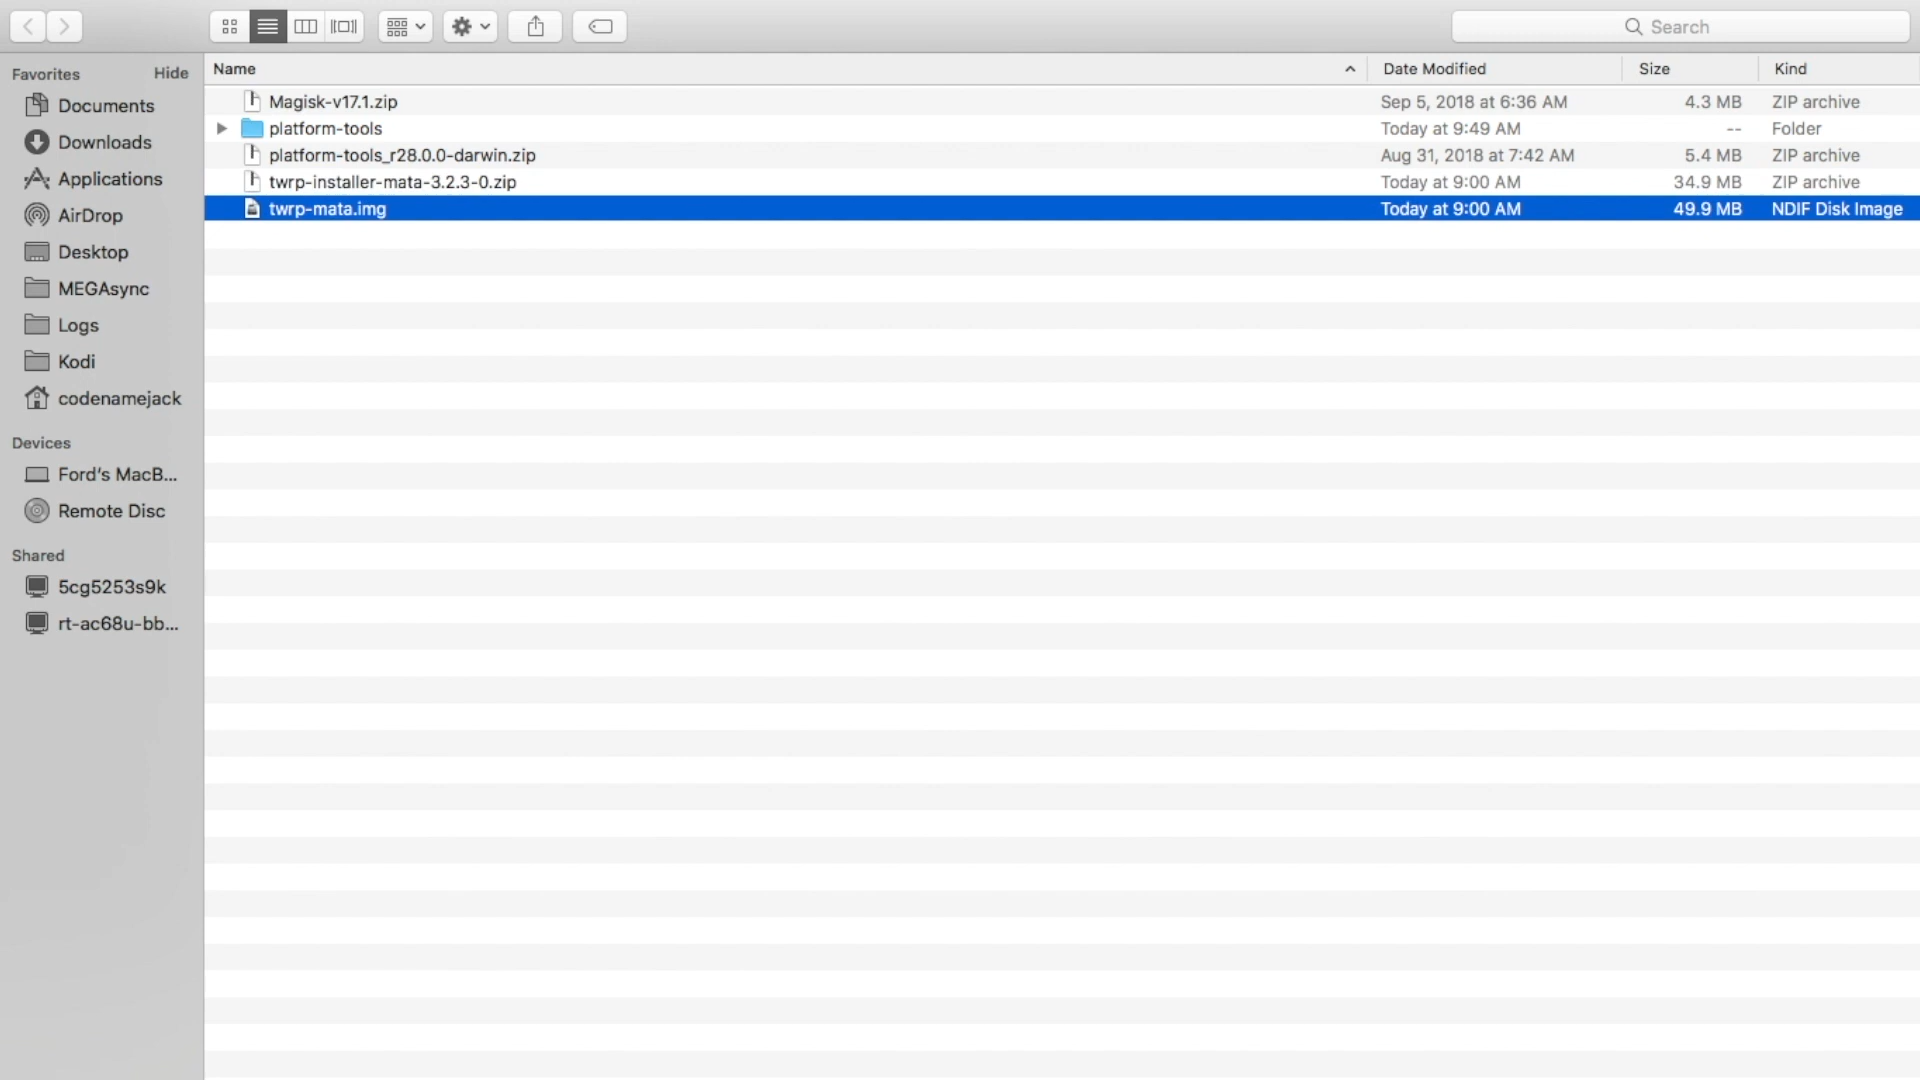 Search
Favorites Hide
Documents
Downloads
Applications
AirDrop
Desktop
MEGAsync
Logs
Kodi
codenamejack
Devices
Ford's MacB...
Remote Disc
Shared
5cg5253s9k
rt-ac68u-bb...
Name Date Modified Size Kind
Magisk-v17.1.zip Sep 5, 2018 at 6:36 AM 4.3 MB ZIP archive
platform-tools Today at 9:49 AM -- Folder
platform-tools_r28.0.0-darwin.zip Aug 31, 2018 at 7:42 AM 5.4 MB ZIP archive
twrp-installer-mata-3.2.3-0.zip Today at 9:00 AM 34.9 MB ZIP archive
twrp-mata.img Today at 9:00 AM 49.9 MB NDIF Disk Image